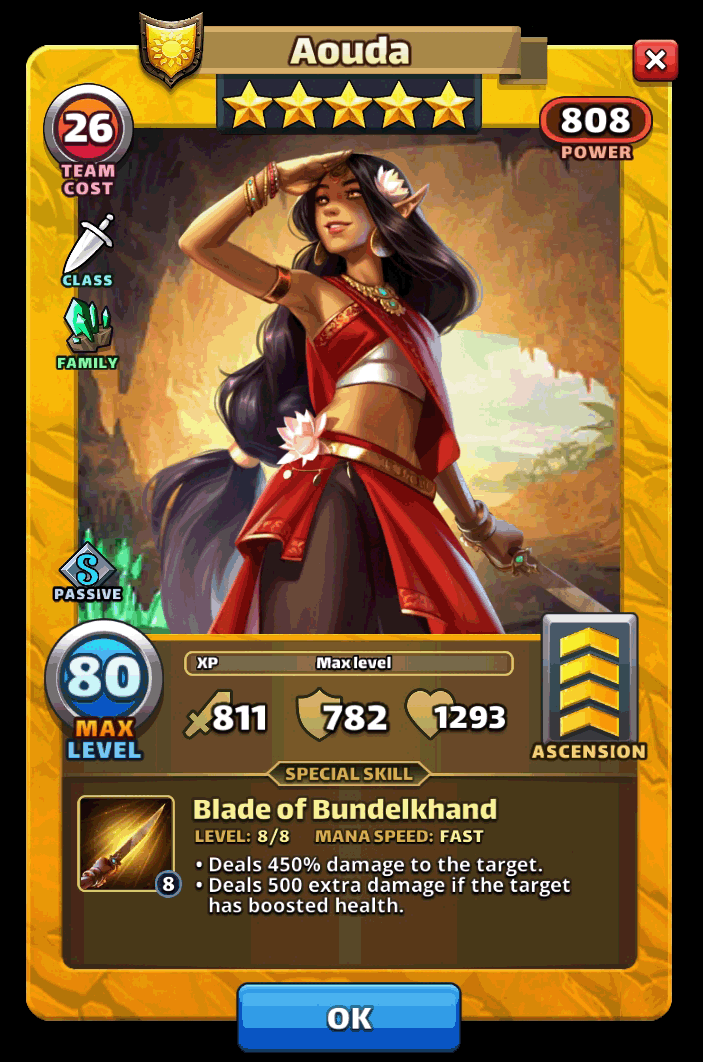 Aouda
26
TEAM
COST
808
POWER
CLASS
FAMILY
S
PASSIVE
80
MAX
LEVEL
XP Max level
811 782 1293
ASCENSION
SPECIAL SKILL
Blade of Bundelkhand
LEVEL: 8/8 MANA SPEED: FAST
8
• Deals 450% damage to the target.
• Deals 500 extra damage if the target
has boosted health.
OK